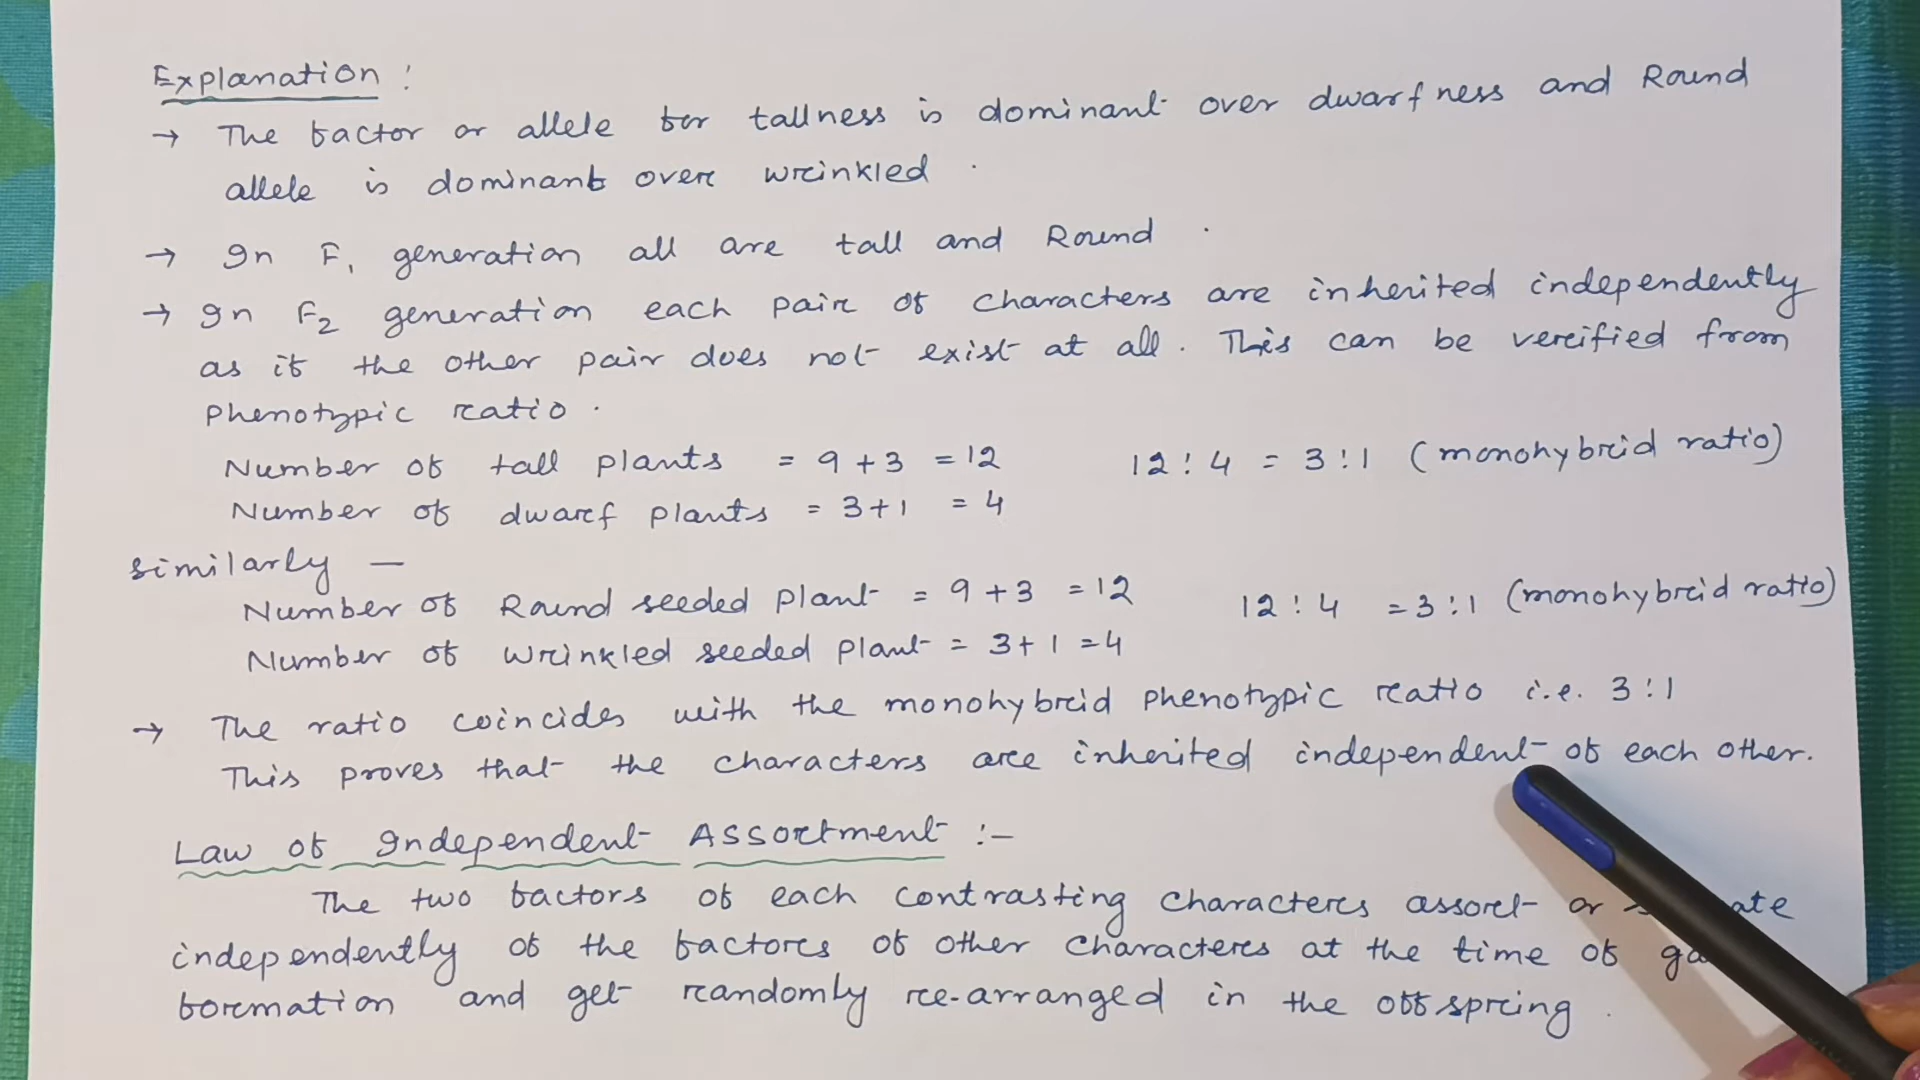 Explanation :
→ The factor or allele for tallness is dominant over dwarfness and Round
allele is dominant over wrinkled .
→ In F1 generation all are tall and Round .
→ In F2 generation each pair of characters are inherited independently
as if the other pair does not exist at all . This can be verified from
phenotypic ratio .
Number of tall plants = 9 + 3 = 12 12 : 4 = 3 : 1 (monohybrid ratio)
Number of dwarf plants = 3 + 1 = 4
similarly —
Number of Round seeded plant = 9 + 3 = 12 12 : 4 = 3 : 1 (monohybrid ratio)
Number of wrinkled seeded plant = 3 + 1 = 4
→ The ratio coincides with the monohybrid phenotypic ratio i.e. 3 : 1
This proves that the characters are inherited independent of each other.
Law of Independent Assortment :-
The two factors of each contrasting characters assort or
independently of the factors of other characters at the time of
formation and get randomly re-arranged in the offspring .